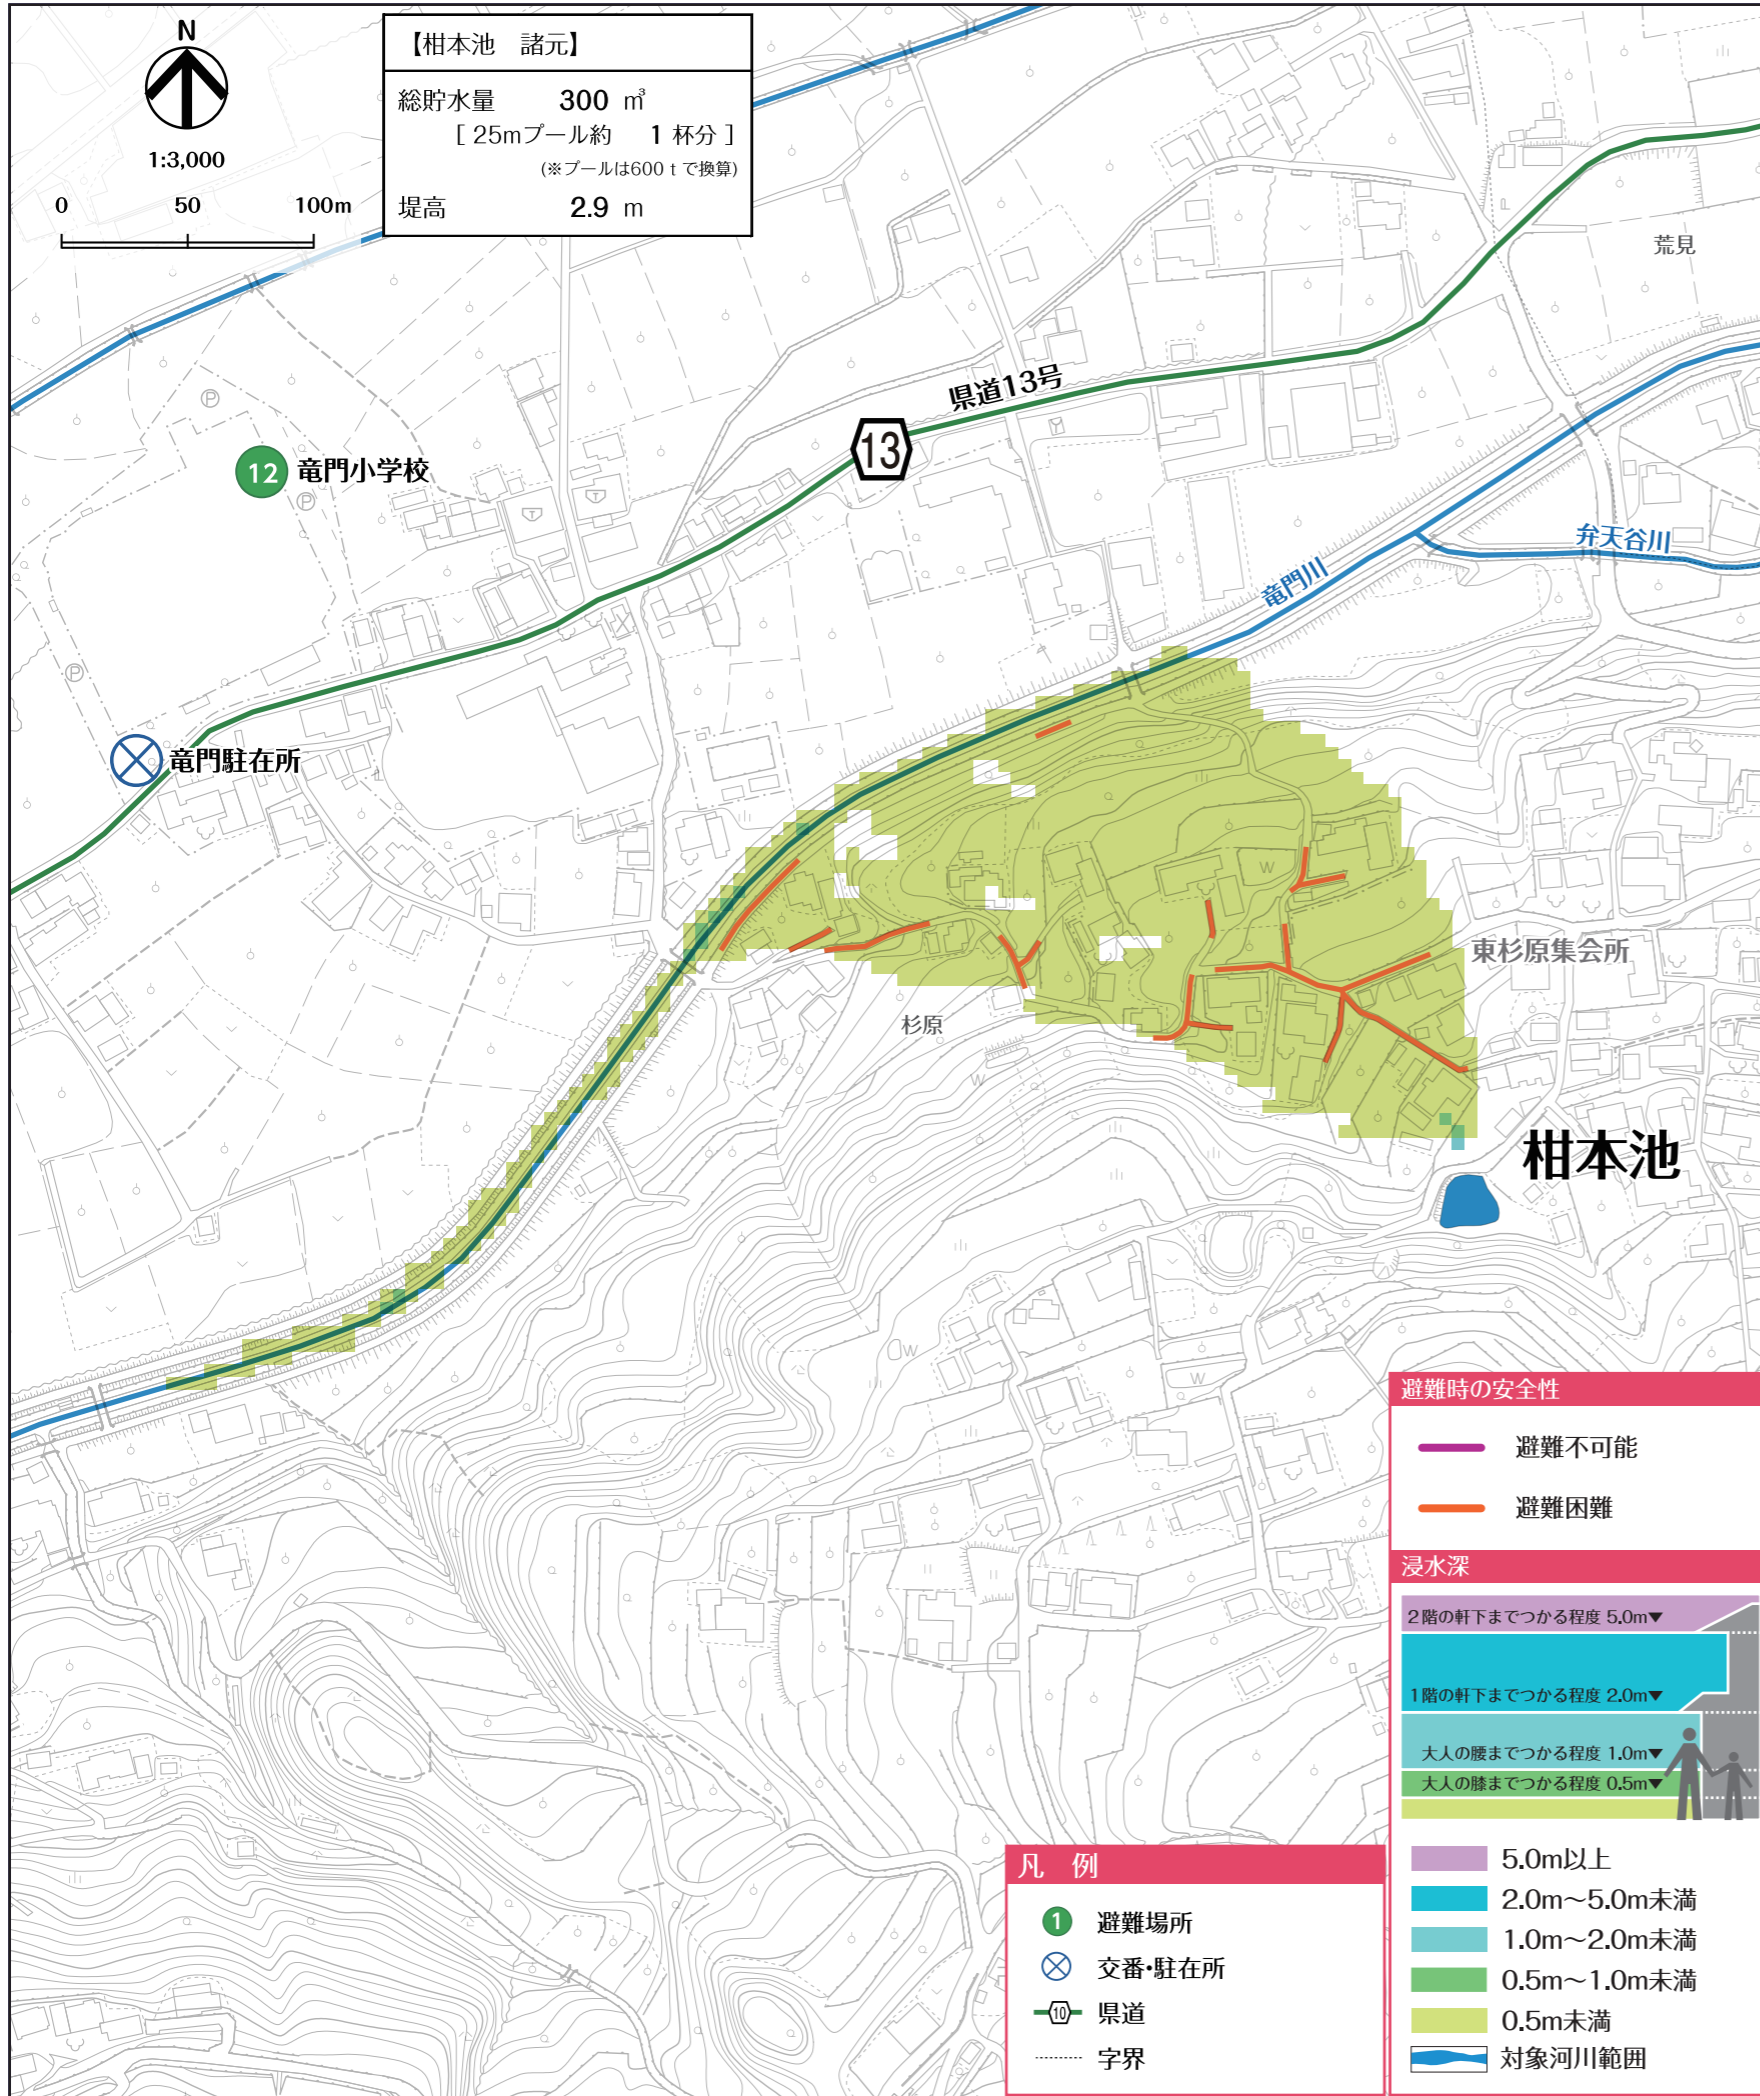 N
1:3,000
0 50 100m
【柑本池 諸元】
総貯水量 300 ㎥
[ 25mプール約 1 杯分 ]
(※プールは600ｔで換算)
堤高 2.9 m
荒見
県道13号
13
12 竜門小学校
P
P
P
弁天谷川
竜門川
竜門駐在所
W
東杉原集会所
杉原
W
柑本池
W
W
避難時の安全性
避難不可能
避難困難
浸水深
2階の軒下までつかる程度 5.0m▼
1階の軒下までつかる程度 2.0m▼
大人の腰までつかる程度 1.0m▼
大人の膝までつかる程度 0.5m▼
5.0m以上
2.0m〜5.0m未満
1.0m〜2.0m未満
0.5m〜1.0m未満
0.5m未満
対象河川範囲
凡 例
1 避難場所
交番・駐在所
10 県道
字界